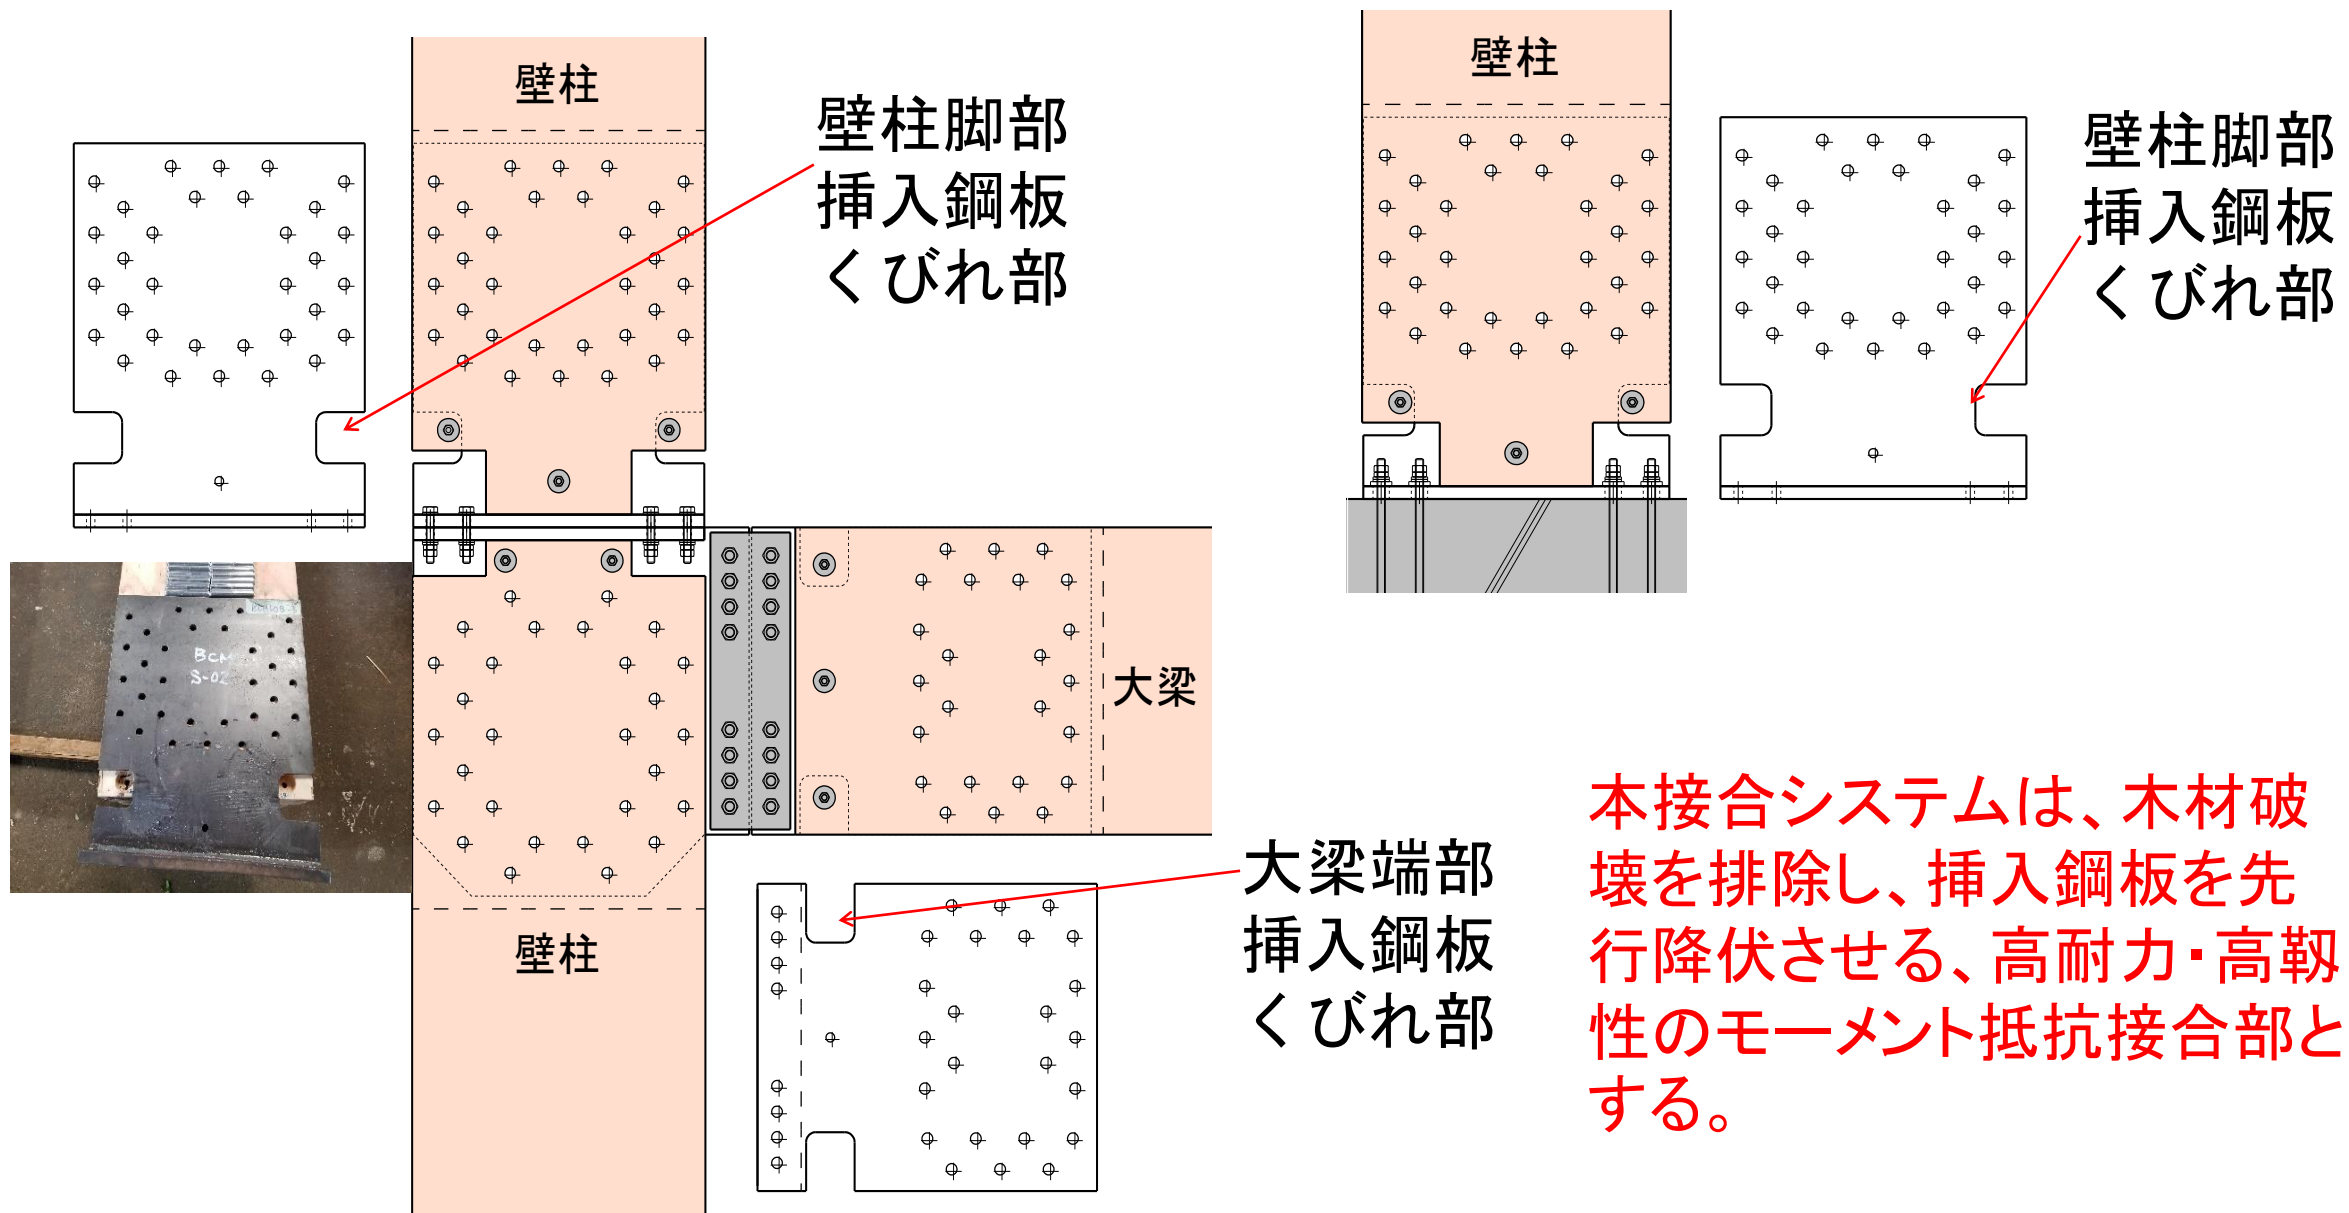 壁柱
壁柱脚部
挿入鋼板
くびれ部
壁柱
壁柱脚部
挿入鋼板
くびれ部
BCM
S-02
大梁
壁柱
大梁端部
挿入鋼板
くびれ部
本接合システムは、木材破
壊を排除し、挿入鋼板を先
行降伏させる、高耐力・高靱
性のモーメント抵抗接合部と
する。